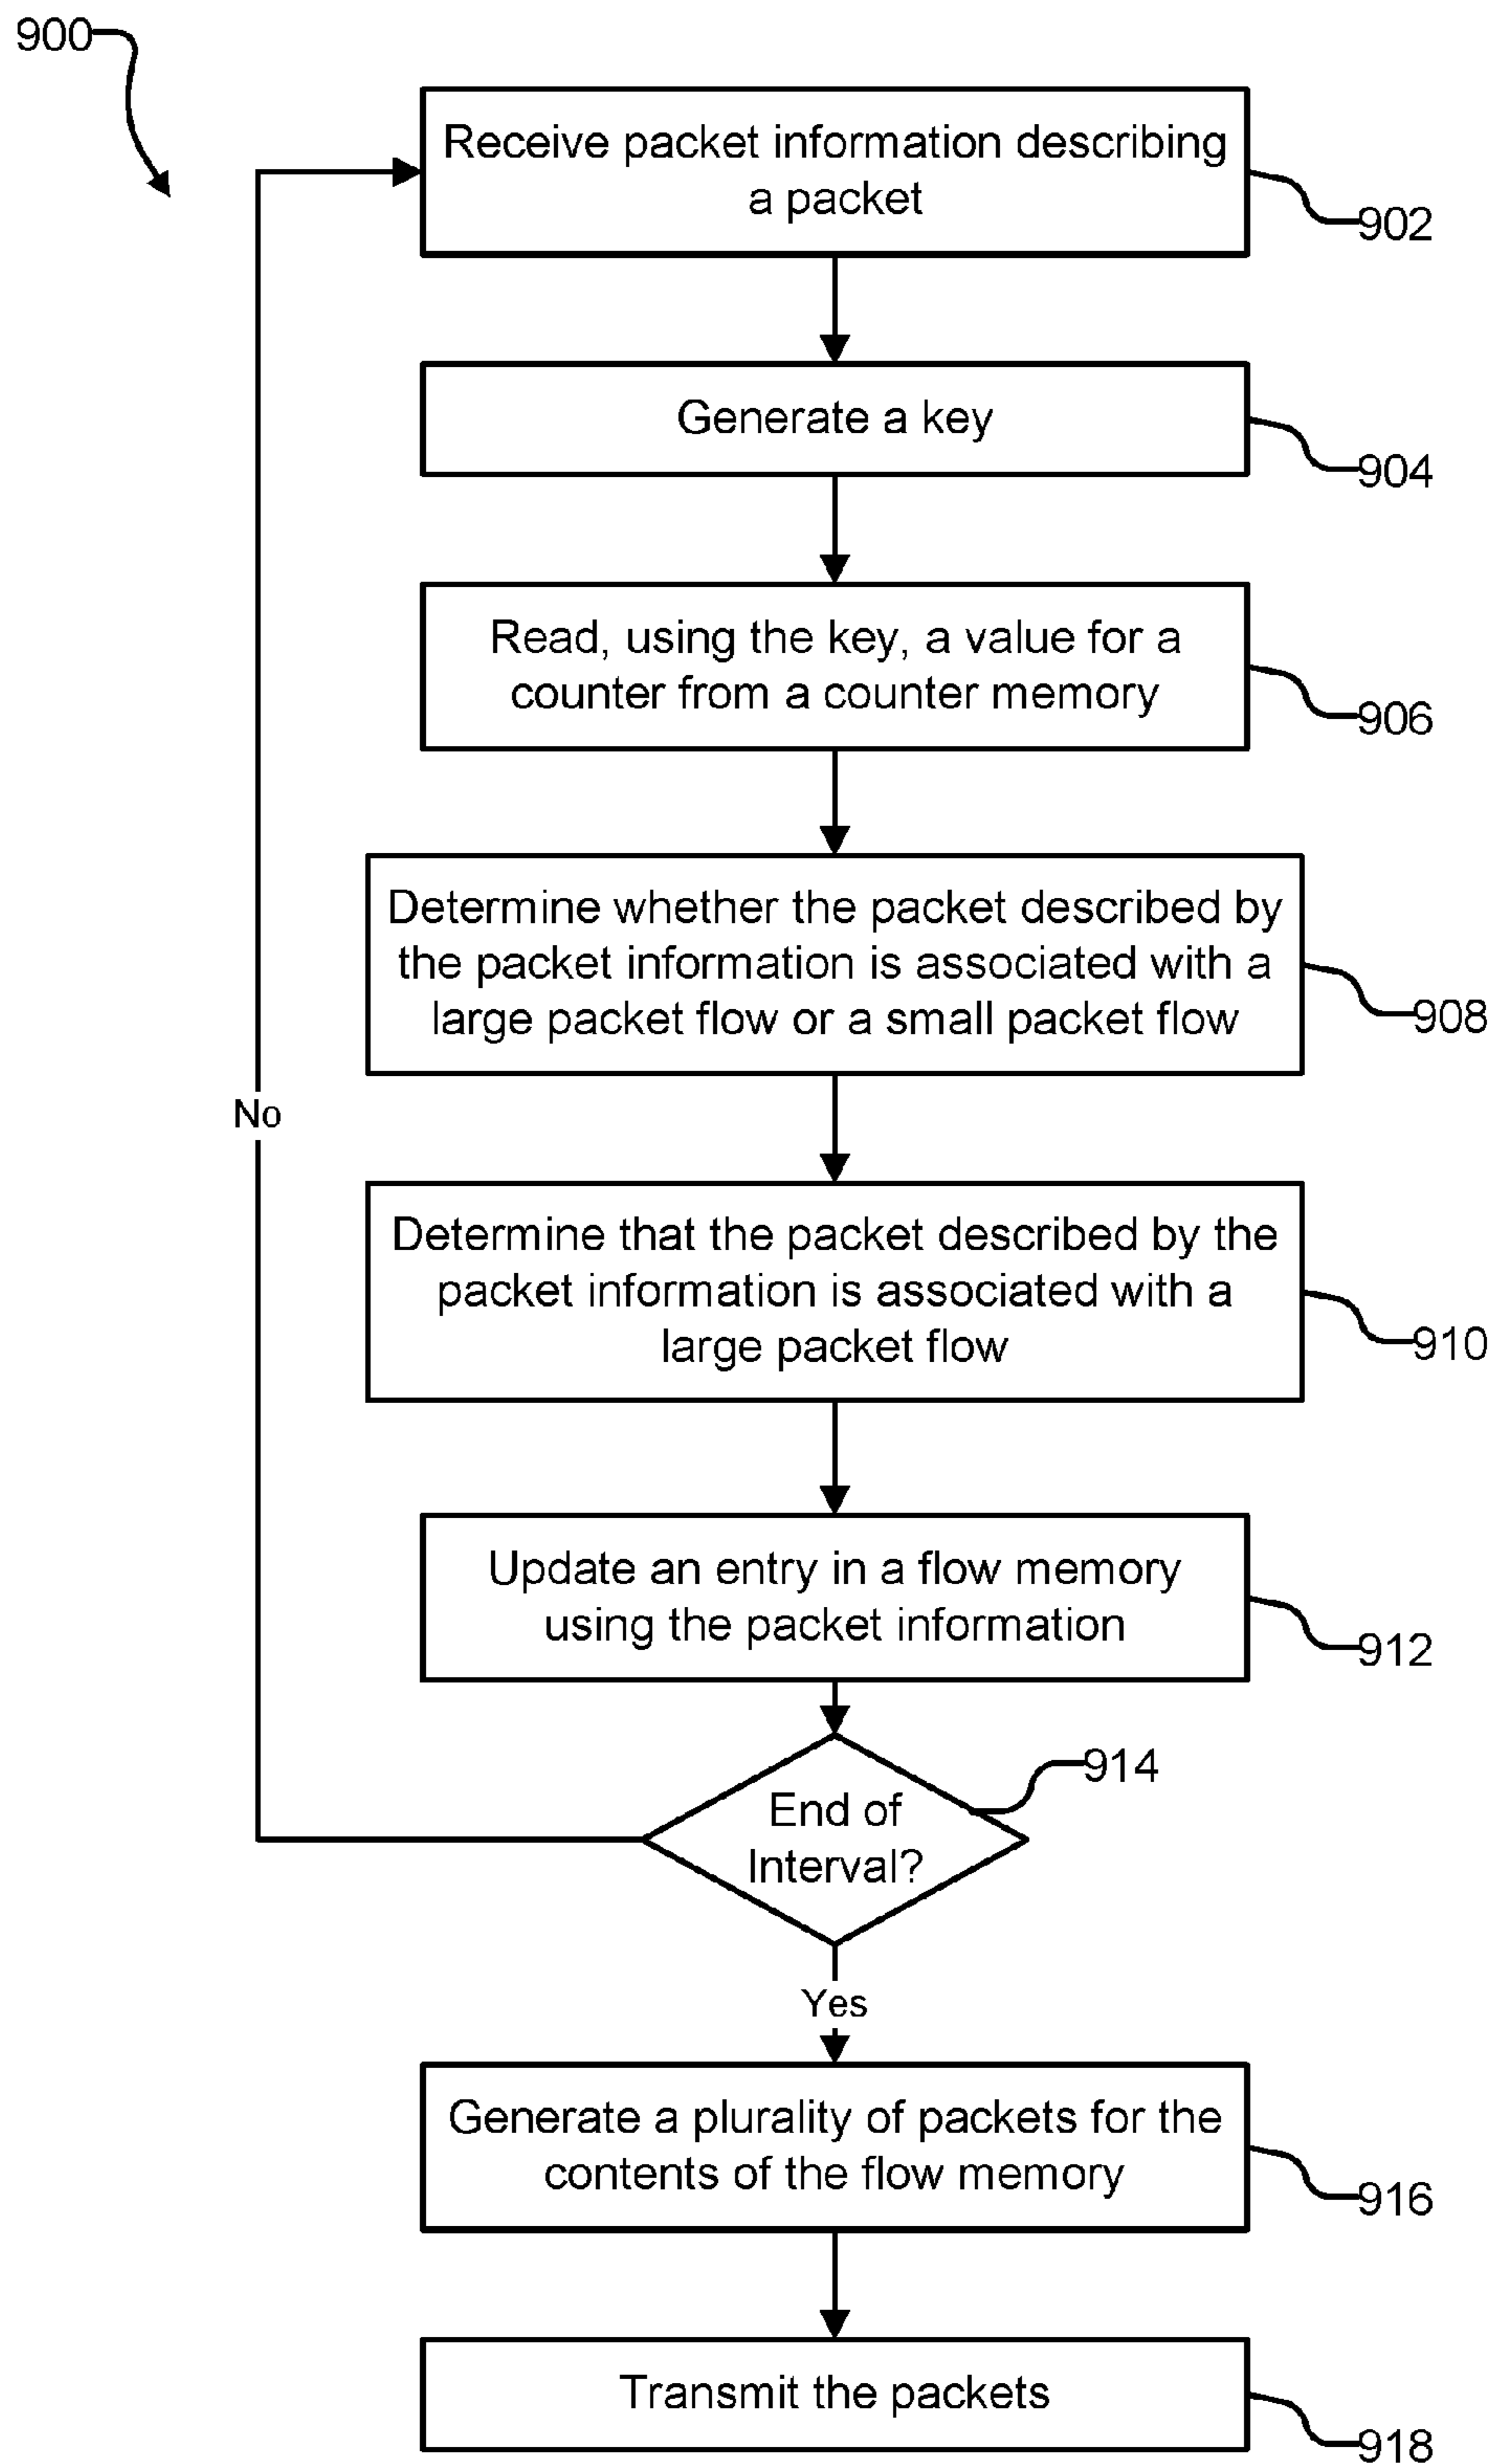 900
Receive packet information describing
a packet
902
Generate a key
904
Read, using the key, a value for a
counter from a counter memory
906
Determine whether the packet described by
the packet information is associated with a
large packet flow or a small packet flow
908
No
Determine that the packet described by the
packet information is associated with a
large packet flow
910
Update an entry in a flow memory
using the packet information
912
914
End of
Interval?
Yes
Generate a plurality of packets for the
contents of the flow memory
916
Transmit the packets
918